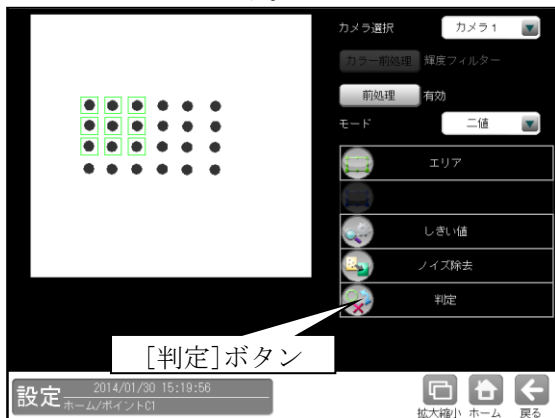 カメラ選択
カメラ1
カラー前処理
輝度フィルター
前処理
有効
モード
二値
エリア
しきい値
ノイズ除去
判定
[判定]ボタン
設定
2014/01/30 15:19:56
ホーム/ポイントC1
拡大縮小
ホーム
戻る